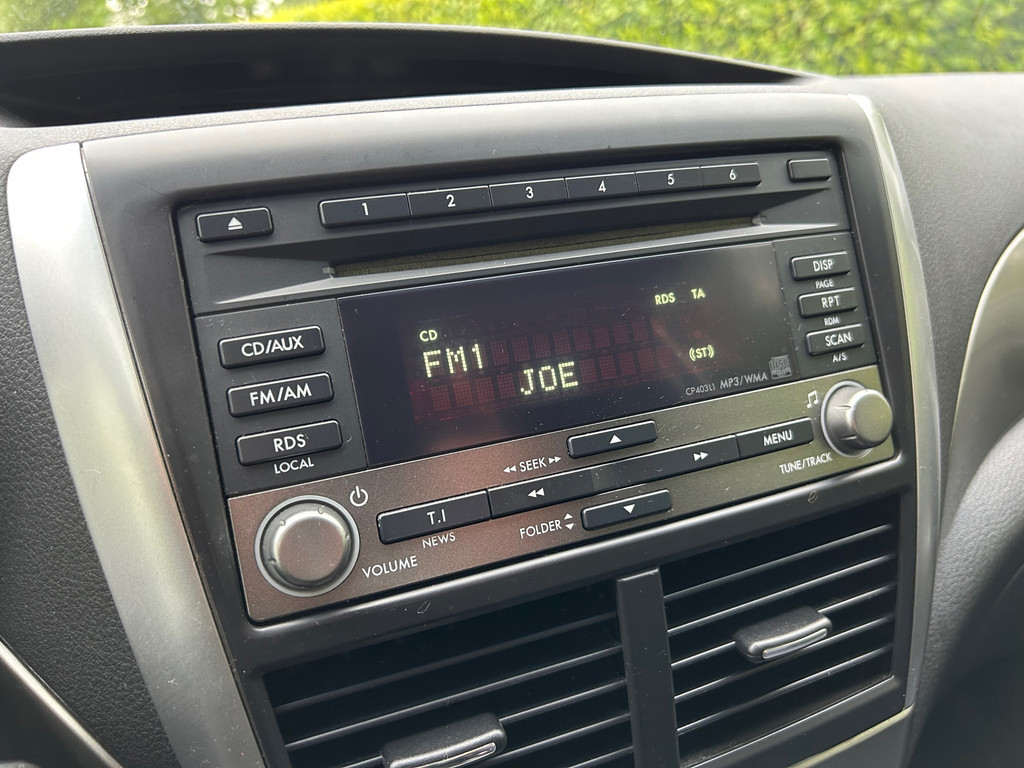 1 2 3 4 5 6
CD/AUX
FM/AM
RDS
LOCAL
CD
RDS TA
FM1
JOE
((ST))
CP403L1 MP3/WMA
DISP
PAGE
RPT
RDM
SCAN
A/S
SEEK
MENU
TUNE/TRACK
T.I
NEWS
FOLDER
VOLUME